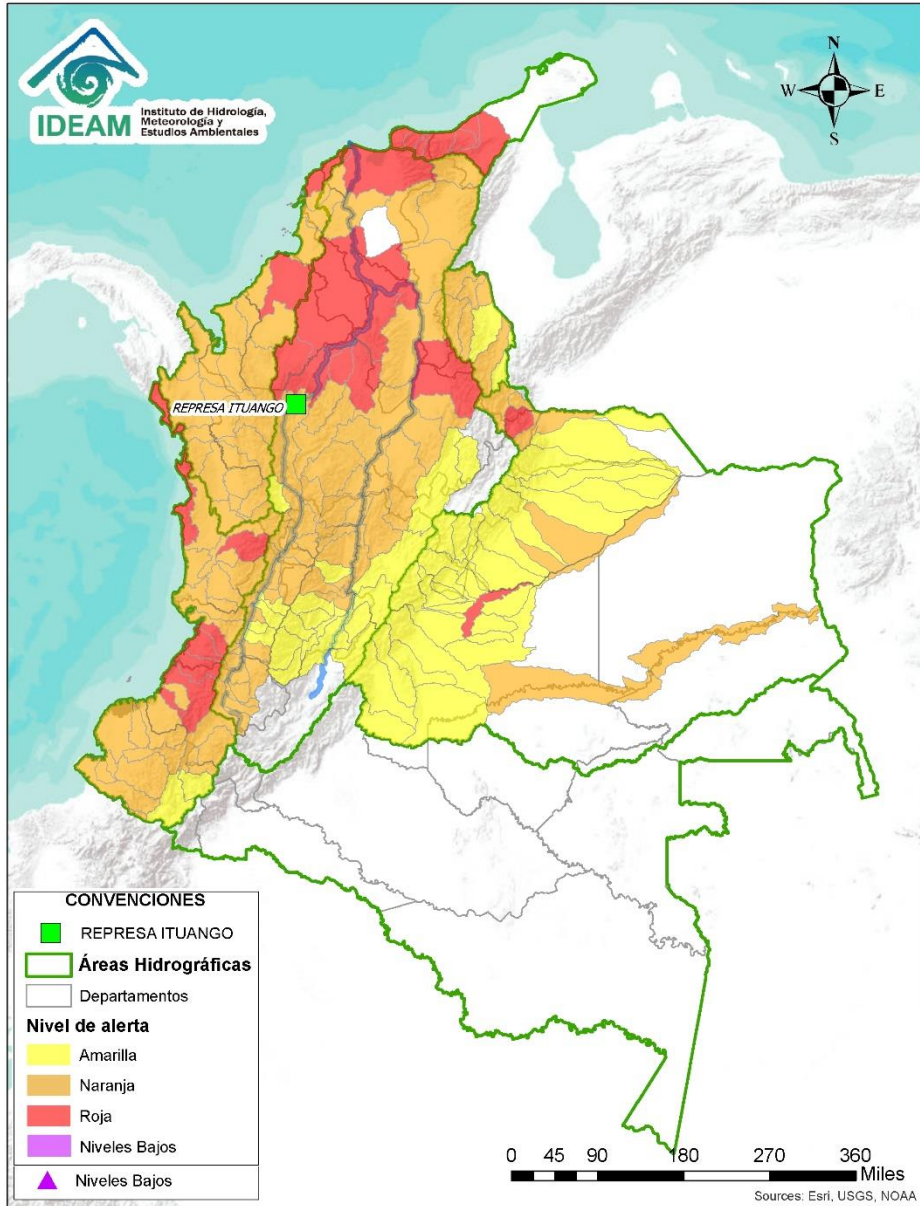 IDEAM
Instituto de Hidrología,
Meteorología y
Estudios Ambientales
N
W
E
S
REPRESA ITUANGO
CONVENCIONES
REPRESA ITUANGO
Áreas Hidrográficas
Departamentos
Nivel de alerta
Amarilla
Naranja
Roja
Niveles Bajos
Niveles Bajos
0 45 90 180 270 360
Miles
Sources: Esri, USGS, NOAA